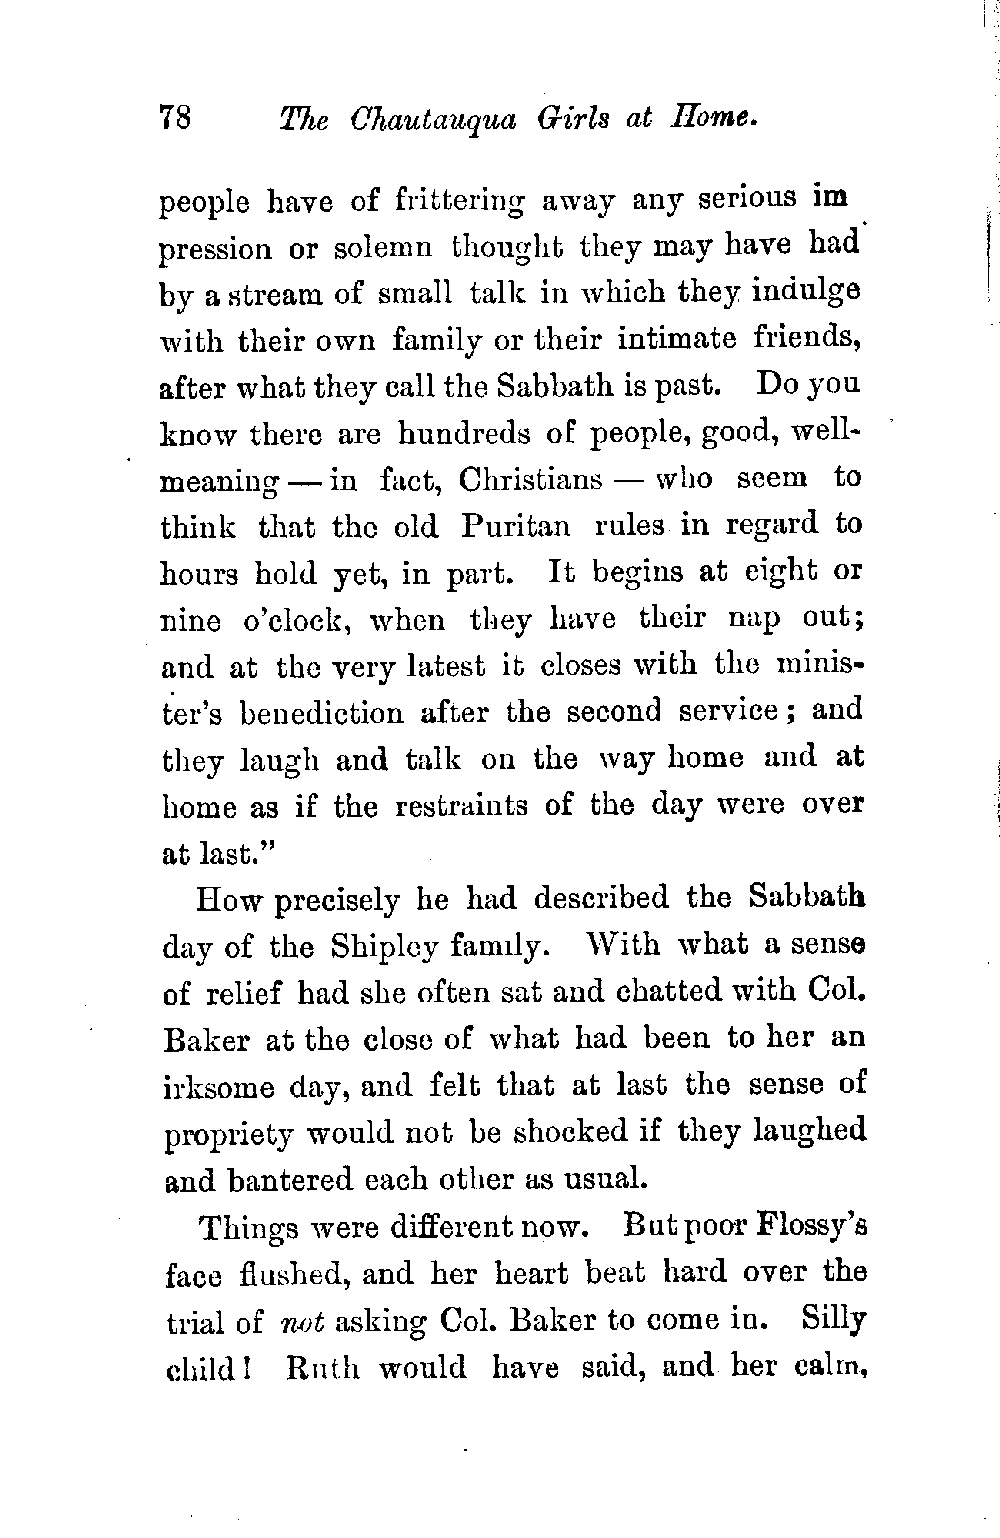 78 The Chautauqua Girls at Home.
people have of frittering away any serious im
pression or solemn thought they may have had
by a stream of small talk in which they indulge
with their own family or their intimate friends,
after what they call the Sabbath is past. Do you
know there are hundreds of people, good, well-
meaning — in fact, Christians — who seem to
think that the old Puritan rules in regard to
hours hold yet, in part. It begins at eight or
nine o'clock, when they have their nap out;
and at the very latest it closes with the minis-
ter's benediction after the second service; and
they laugh and talk on the way home and at
home as if the restraints of the day were over
at last."
How precisely he had described the Sabbath
day of the Shipley family. With what a sense
of relief had she often sat and chatted with Col.
Baker at the close of what had been to her an
irksome day, and felt that at last the sense of
propriety would not be shocked if they laughed
and bantered each other as usual.
Things were different now. But poor Flossy's
face flushed, and her heart beat hard over the
trial of not asking Col. Baker to come in. Silly
child! Ruth would have said, and her calm,